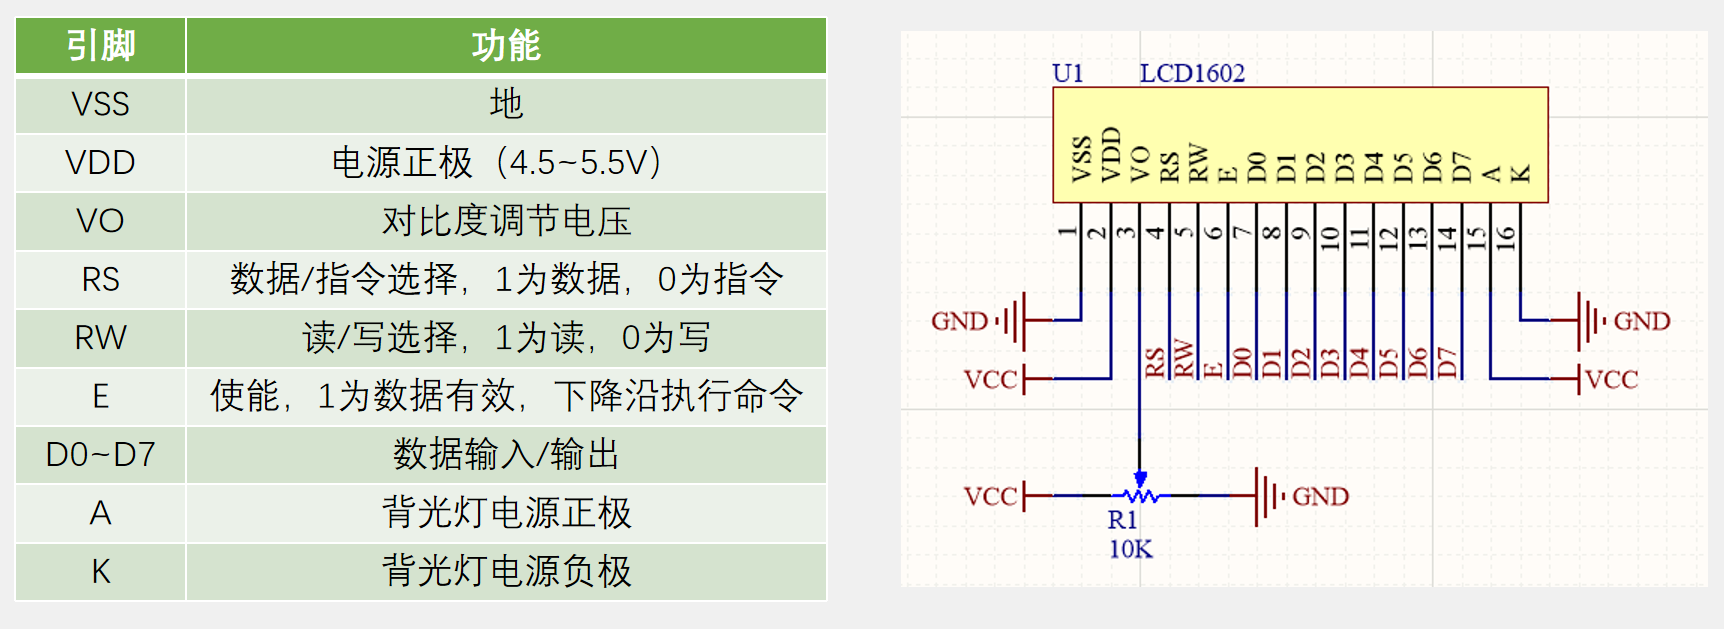 引脚 功能
VSS 地
VDD 电源正极（4.5~5.5V）
VO 对比度调节电压
RS 数据/指令选择，1为数据，0为指令
RW 读/写选择，1为读，0为写
E 使能，1为数据有效，下降沿执行命令
D0~D7 数据输入/输出
A 背光灯电源正极
K 背光灯电源负极
U1 LCD1602
VSS VDD VO RS RW E D0 D1 D2 D3 D4 D5 D6 D7 A K
1 2 3 4 5 6 7 8 9 10 11 12 13 14 15 16
GND GND
RS RW E D0 D1 D2 D3 D4 D5 D6 D7
VCC VCC
VCC GND
R1
10K